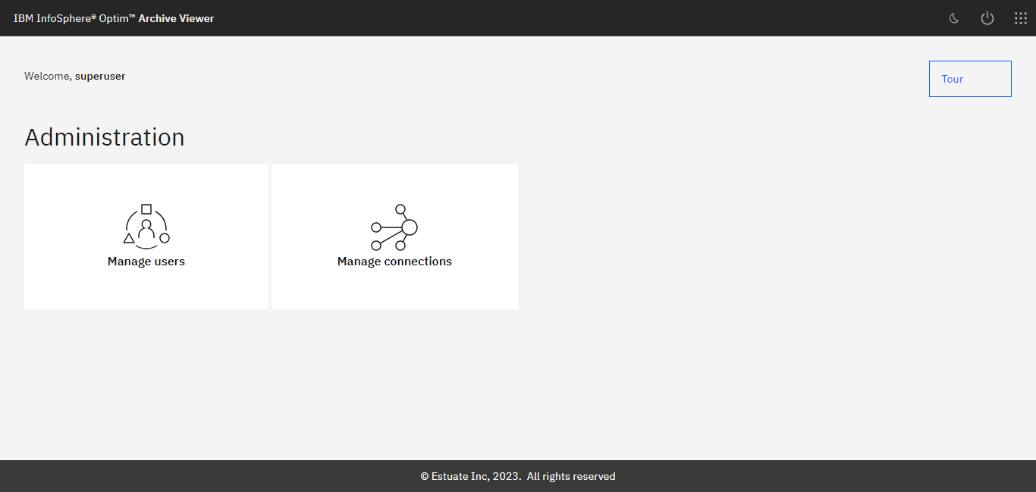 IBM InfoSphere® Optim™ Archive Viewer
Welcome, superuser
Tour
Administration
Manage users
Manage connections
© Estuate Inc, 2023. All rights reserved